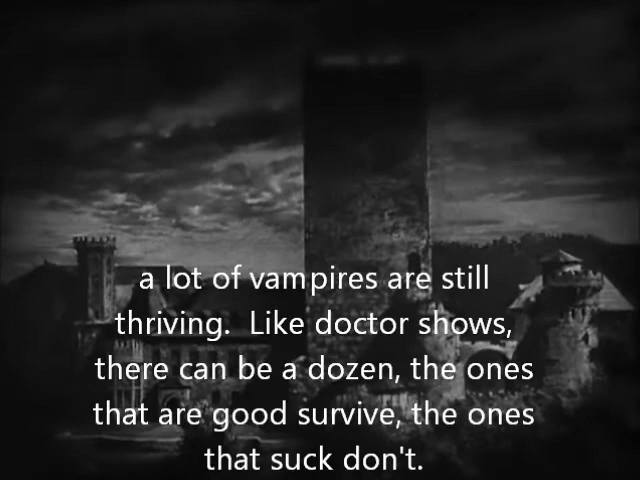 a lot of vampires are still
thriving.  Like doctor shows,
there can be a dozen, the ones
that are good survive, the ones
that suck don't.